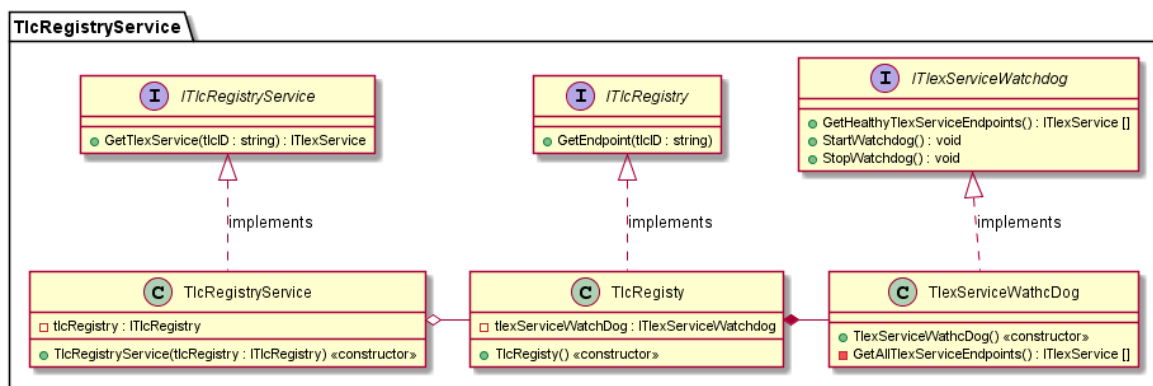 TlcRegistryService
I ITlcRegistryService
GetTlexService(tlcID : string) : ITlexService
I ITlcRegistry
GetEndpoint(tlcID : string)
I ITlexServiceWatchdog
GetHealthyTlexServiceEndpoints() : ITlexService []
StartWatchdog() : void
StopWatchdog() : void
implements
implements
implements
C TlcRegistryService
tlcRegistry : ITlcRegistry
TlcRegistryService(tlcRegistry : ITlcRegistry) «constructor»
C TlcRegisty
tlexServiceWatchDog : ITlexServiceWatchdog
TlcRegisty() «constructor»
C TlexServiceWathcDog
TlexServiceWathcDog() «constructor»
GetAllTlexServiceEndpoints() : ITlexService []